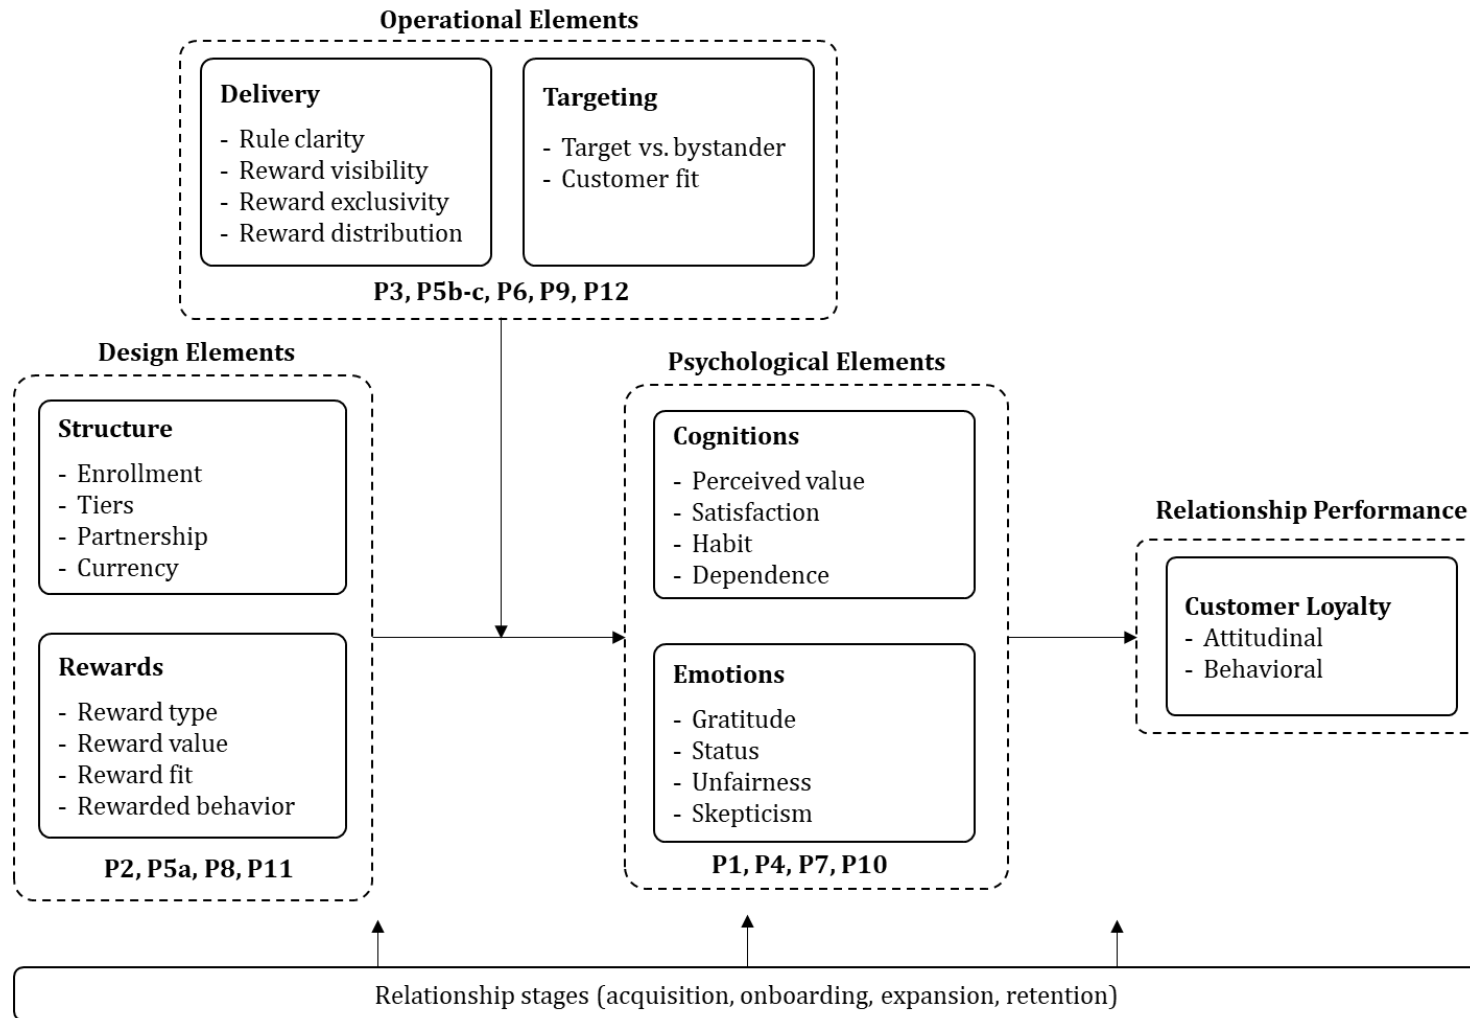 Operational Elements
Delivery
- Rule clarity
- Reward visibility
- Reward exclusivity
- Reward distribution
Targeting
- Target vs. bystander
- Customer fit
P3, P5b-c, P6, P9, P12
Design Elements
Structure
- Enrollment
- Tiers
- Partnership
- Currency
Rewards
- Reward type
- Reward value
- Reward fit
- Rewarded behavior
P2, P5a, P8, P11
Psychological Elements
Cognitions
- Perceived value
- Satisfaction
- Habit
- Dependence
Emotions
- Gratitude
- Status
- Unfairness
- Skepticism
P1, P4, P7, P10
Relationship Performance
Customer Loyalty
- Attitudinal
- Behavioral
Relationship stages (acquisition, onboarding, expansion, retention)